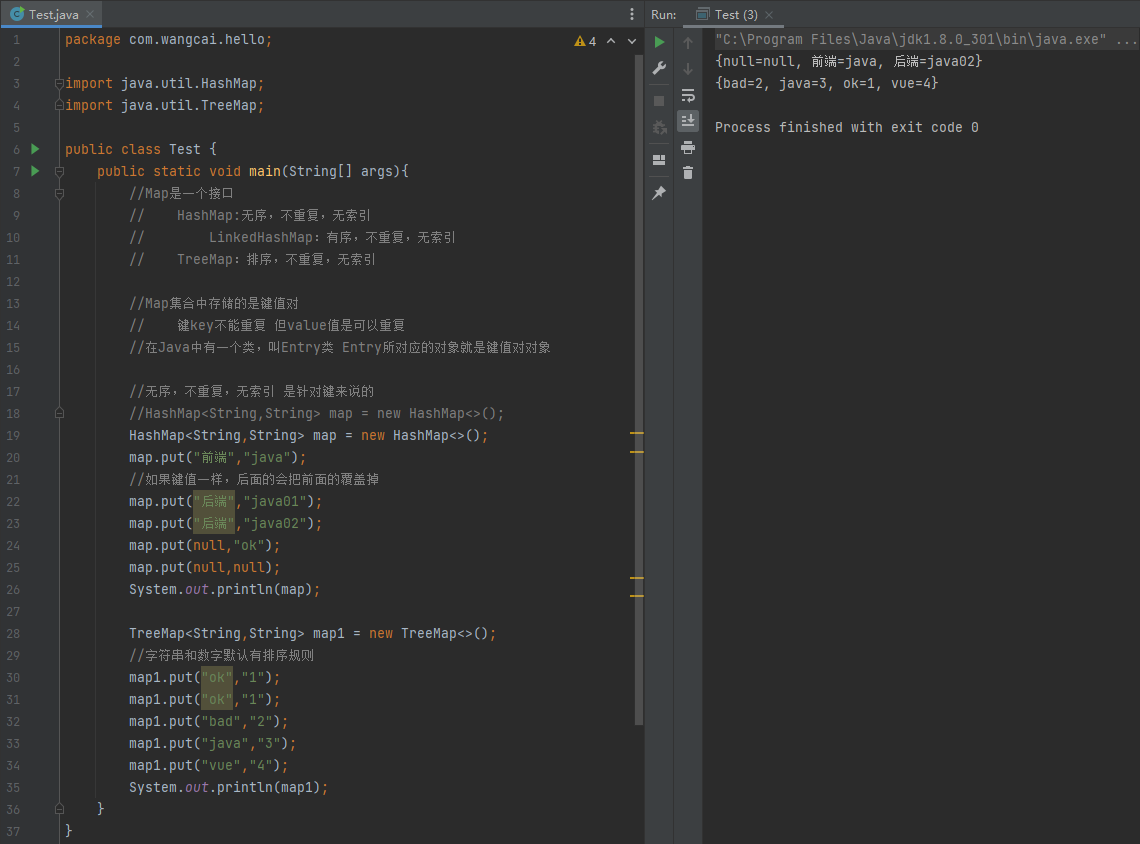 Test.java
Run:
Test (3)
4
1 package com.wangcai.hello;
2
3 import java.util.HashMap;
4 import java.util.TreeMap;
5
6 public class Test {
7 public static void main(String[] args){
8 //Map是一个接口
9 // HashMap:无序，不重复，无索引
10 // LinkedHashMap：有序，不重复，无索引
11 // TreeMap：排序，不重复，无索引
12
13 //Map集合中存储的是键值对
14 // 键key不能重复 但value值是可以重复
15 //在Java中有一个类，叫Entry类 Entry所对应的对象就是键值对对象
16
17 //无序，不重复，无索引 是针对键来说的
18 //HashMap<String,String> map = new HashMap<>();
19 HashMap<String,String> map = new HashMap<>();
20 map.put("前端","java");
21 //如果键值一样，后面的会把前面的覆盖掉
22 map.put("后端","java01");
23 map.put("后端","java02");
24 map.put(null,"ok");
25 map.put(null,null);
26 System.out.println(map);
27
28 TreeMap<String,String> map1 = new TreeMap<>();
29 //字符串和数字默认有排序规则
30 map1.put("ok","1");
31 map1.put("ok","1");
32 map1.put("bad","2");
33 map1.put("java","3");
34 map1.put("vue","4");
35 System.out.println(map1);
36 }
37 }
"C:\Program Files\Java\jdk1.8.0_301\bin\java.exe" ...
{null=null, 前端=java, 后端=java02}
{bad=2, java=3, ok=1, vue=4}
Process finished with exit code 0